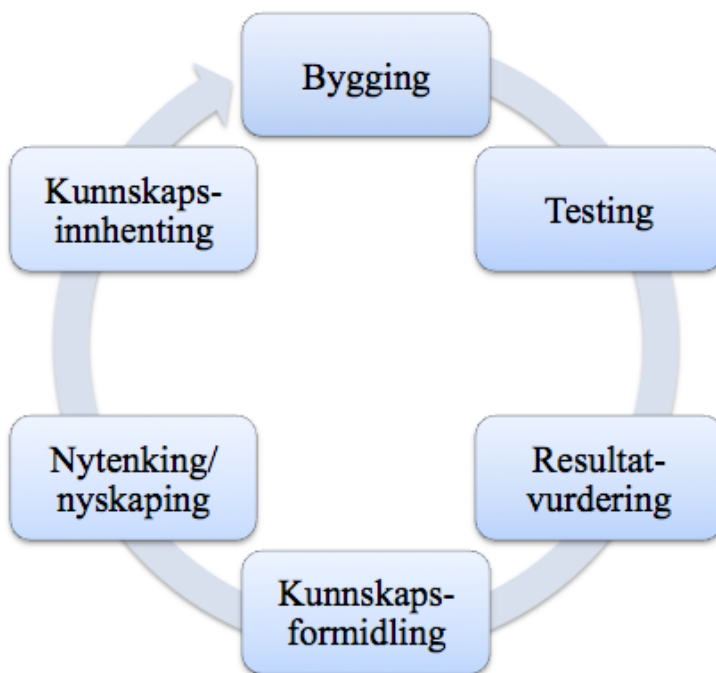 Bygging
Testing
Resultat-
vurdering
Kunnskaps-
formidling
Nytenking/
nyskaping
Kunnskaps-
innhenting